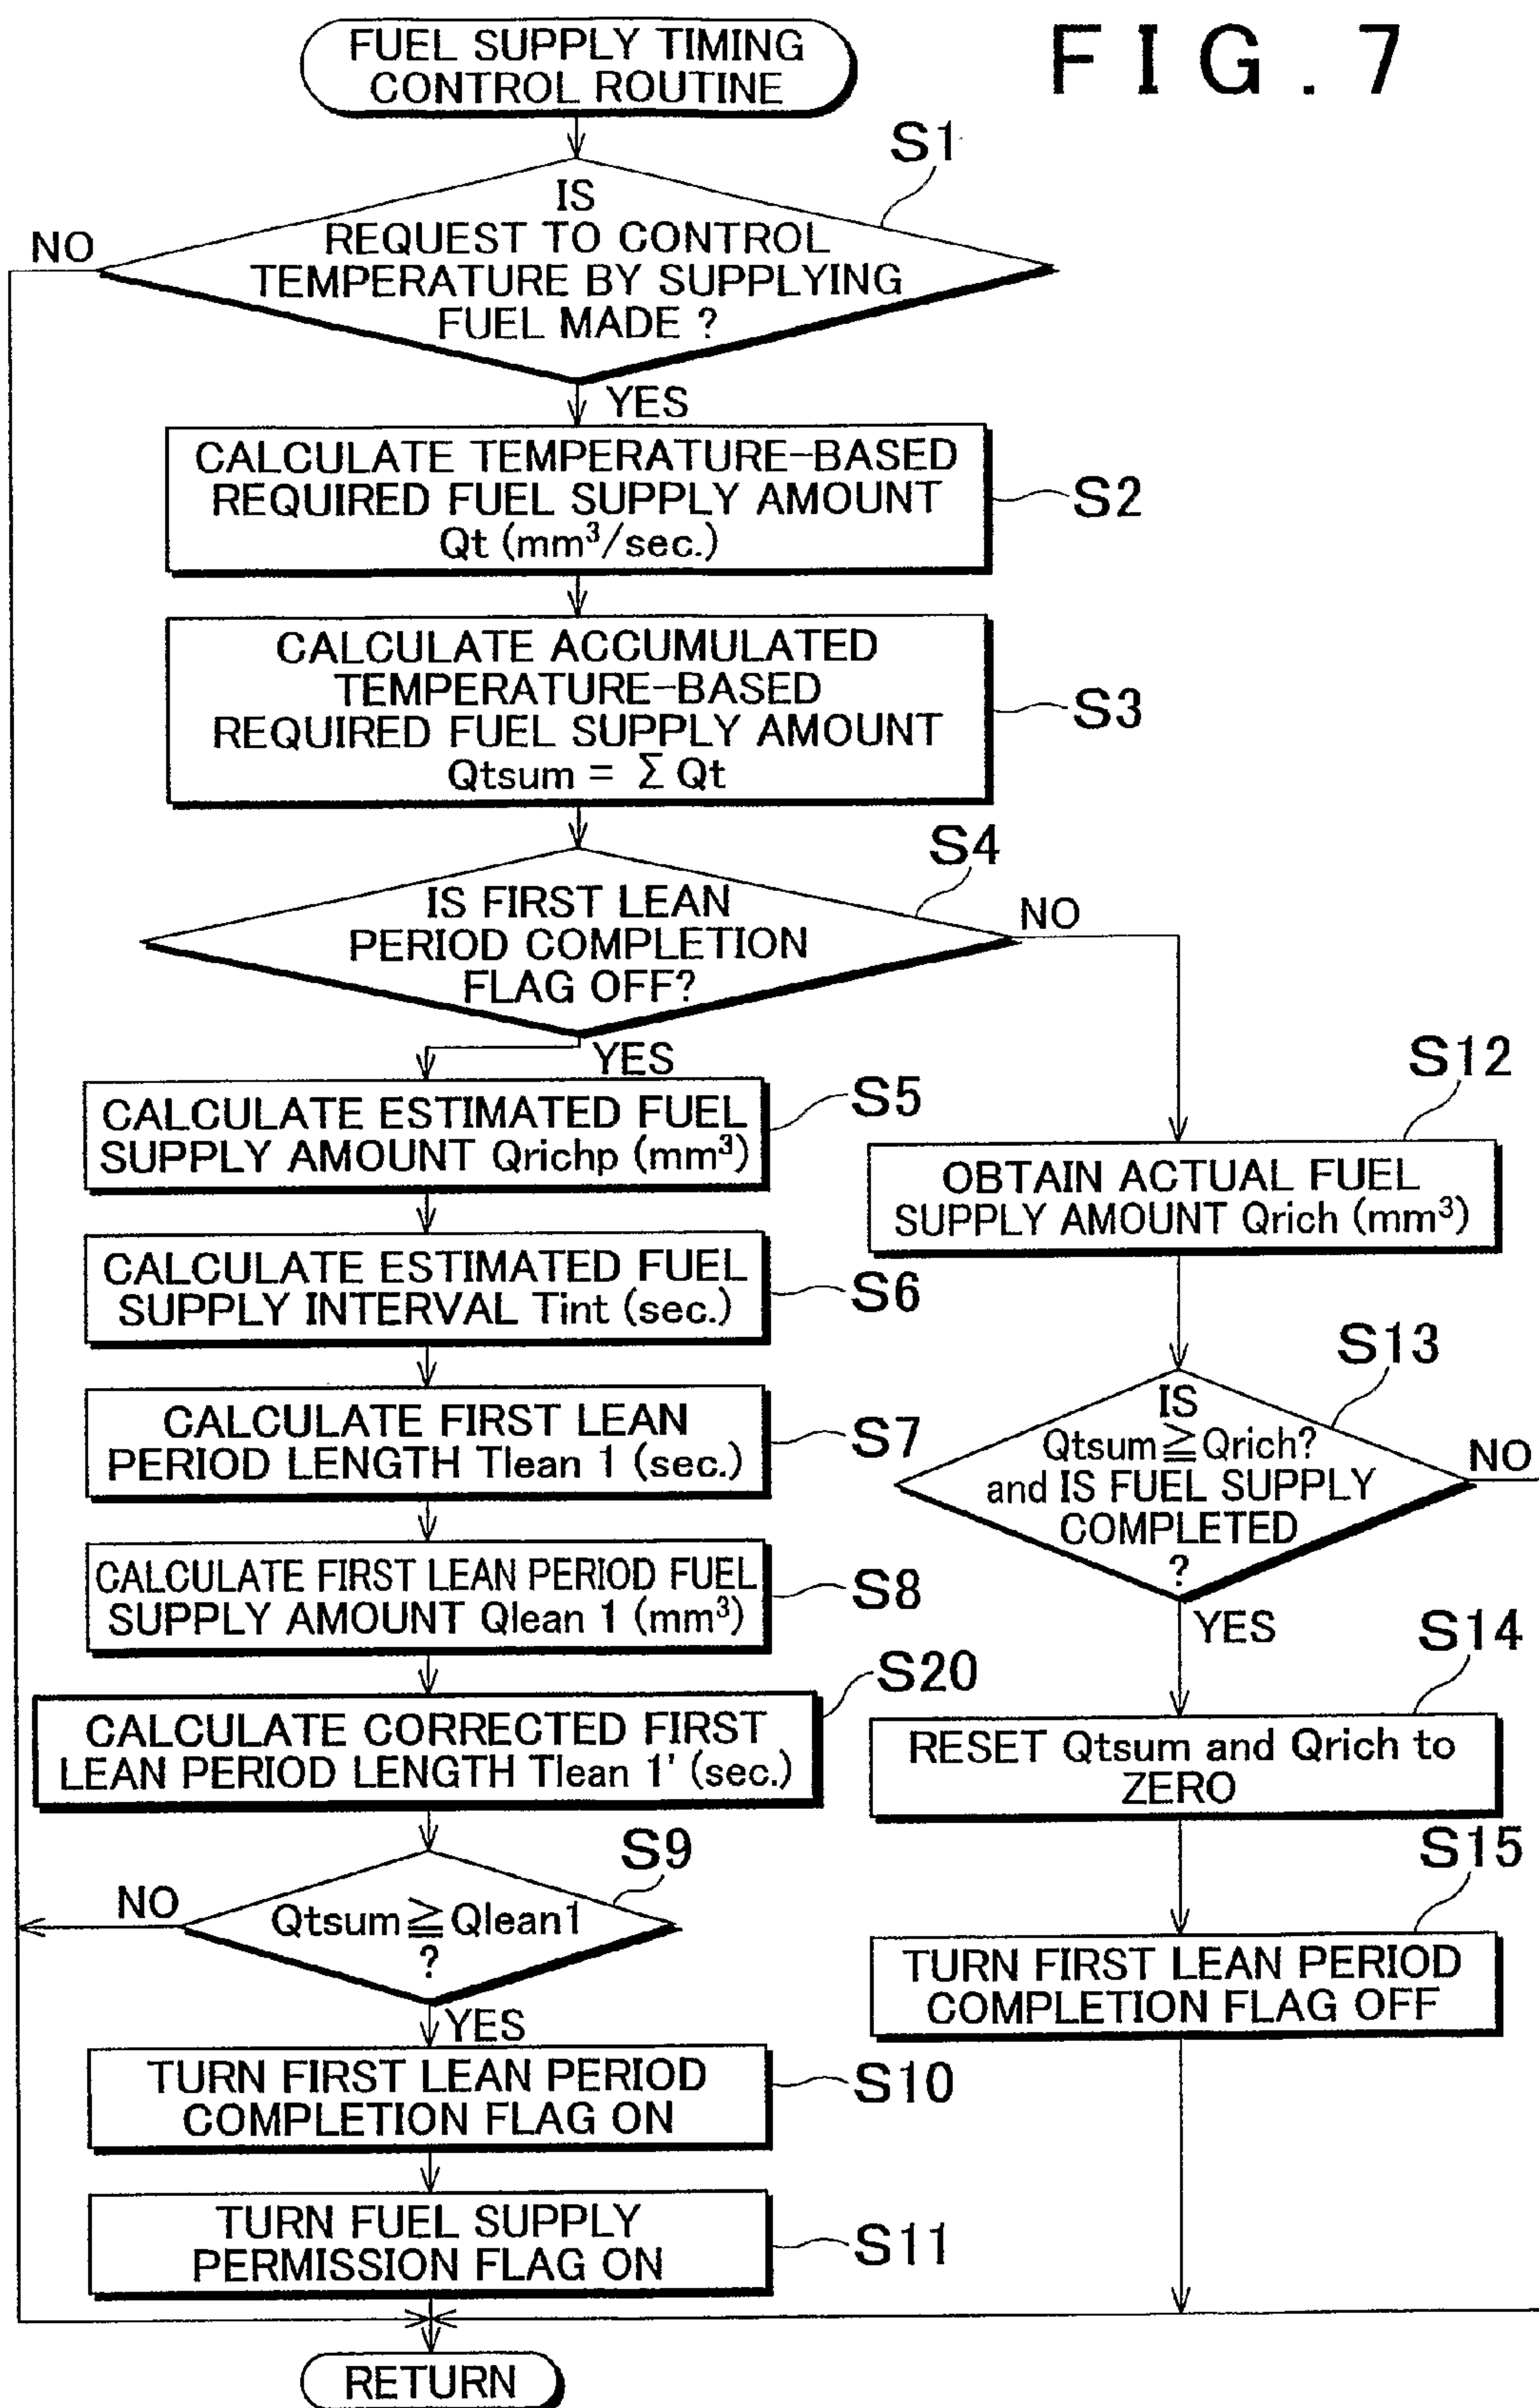 FUEL SUPPLY TIMING
CONTROL ROUTINE
FIG. 7
S1
IS
REQUEST TO CONTROL
TEMPERATURE BY SUPPLYING
FUEL MADE ?
NO
YES
CALCULATE TEMPERATURE-BASED
REQUIRED FUEL SUPPLY AMOUNT
Qt (mm³/sec.)
S2
CALCULATE ACCUMULATED
TEMPERATURE-BASED
REQUIRED FUEL SUPPLY AMOUNT
Qtsum = Σ Qt
S3
S4
IS FIRST LEAN
PERIOD COMPLETION
FLAG OFF?
NO
YES
CALCULATE ESTIMATED FUEL
SUPPLY AMOUNT Qrichp (mm³)
S5
CALCULATE ESTIMATED FUEL
SUPPLY INTERVAL Tint (sec.)
S6
CALCULATE FIRST LEAN
PERIOD LENGTH Tlean 1 (sec.)
S7
CALCULATE FIRST LEAN PERIOD FUEL
SUPPLY AMOUNT Qlean 1 (mm³)
S8
S20
CALCULATE CORRECTED FIRST
LEAN PERIOD LENGTH Tlean 1' (sec.)
S9
NO
Qtsum≧Qlean1
?
YES
TURN FIRST LEAN PERIOD
COMPLETION FLAG ON
S10
TURN FUEL SUPPLY
PERMISSION FLAG ON
S11
S12
OBTAIN ACTUAL FUEL
SUPPLY AMOUNT Qrich (mm³)
S13
IS
Qtsum≧Qrich?
and IS FUEL SUPPLY
COMPLETED
?
NO
YES
S14
RESET Qtsum and Qrich to
ZERO
S15
TURN FIRST LEAN PERIOD
COMPLETION FLAG OFF
RETURN